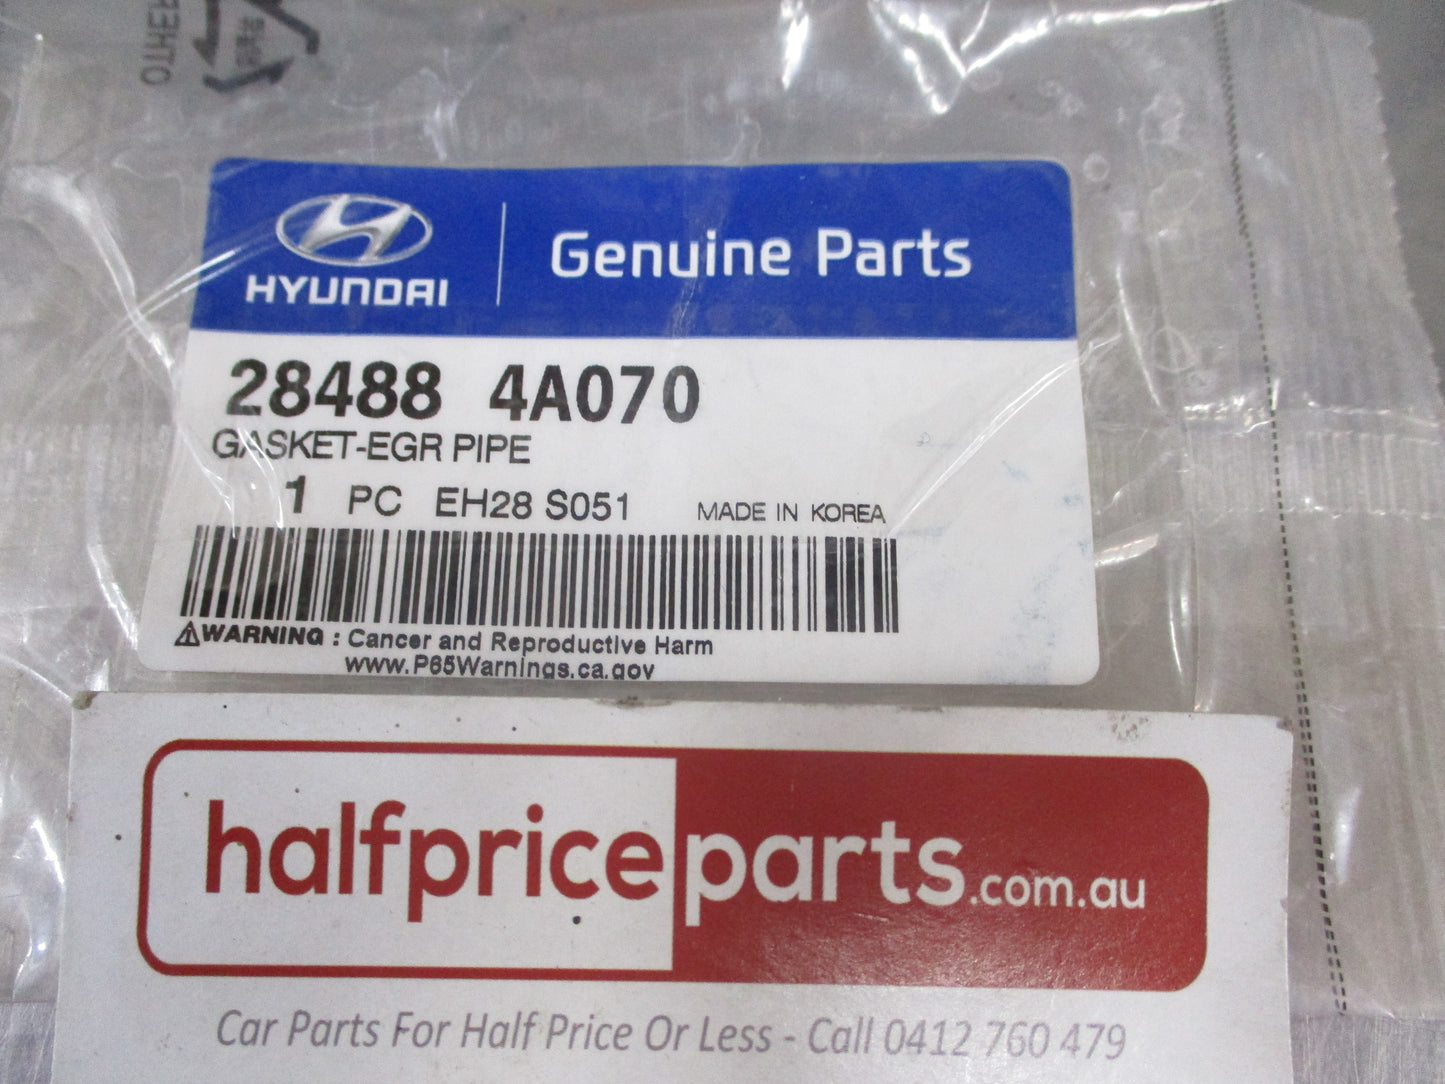 OTHER
HYUNDAI
Genuine Parts
28488 4A070
GASKET-EGR PIPE
1 PC EH28 S051 MADE IN KOREA
WARNING : Cancer and Reproductive Harm
www.P65Warnings.ca.gov
halfpriceparts.com.au
Car Parts For Half Price Or Less - Call 0412 760 479